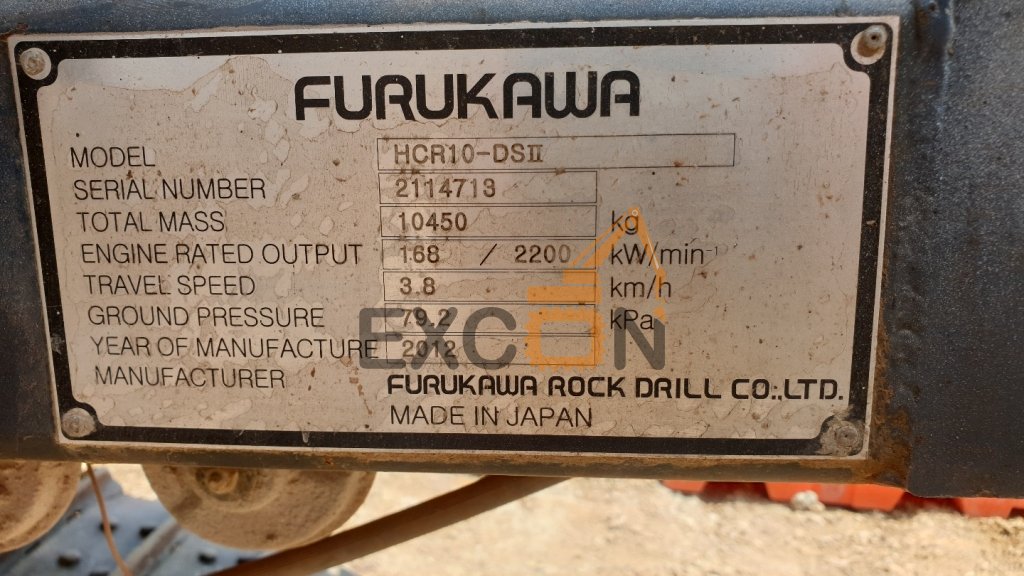 FURUKAWA
MODEL HCR10-DSII
SERIAL NUMBER 2114713
TOTAL MASS 10450 kg
ENGINE RATED OUTPUT 168 / 2200 kW/min⁻¹
TRAVEL SPEED 3.8 km/h
GROUND PRESSURE 79.2 kPa
YEAR OF MANUFACTURE 2012
MANUFACTURER FURUKAWA ROCK DRILL CO.,LTD.
MADE IN JAPAN
EXCON